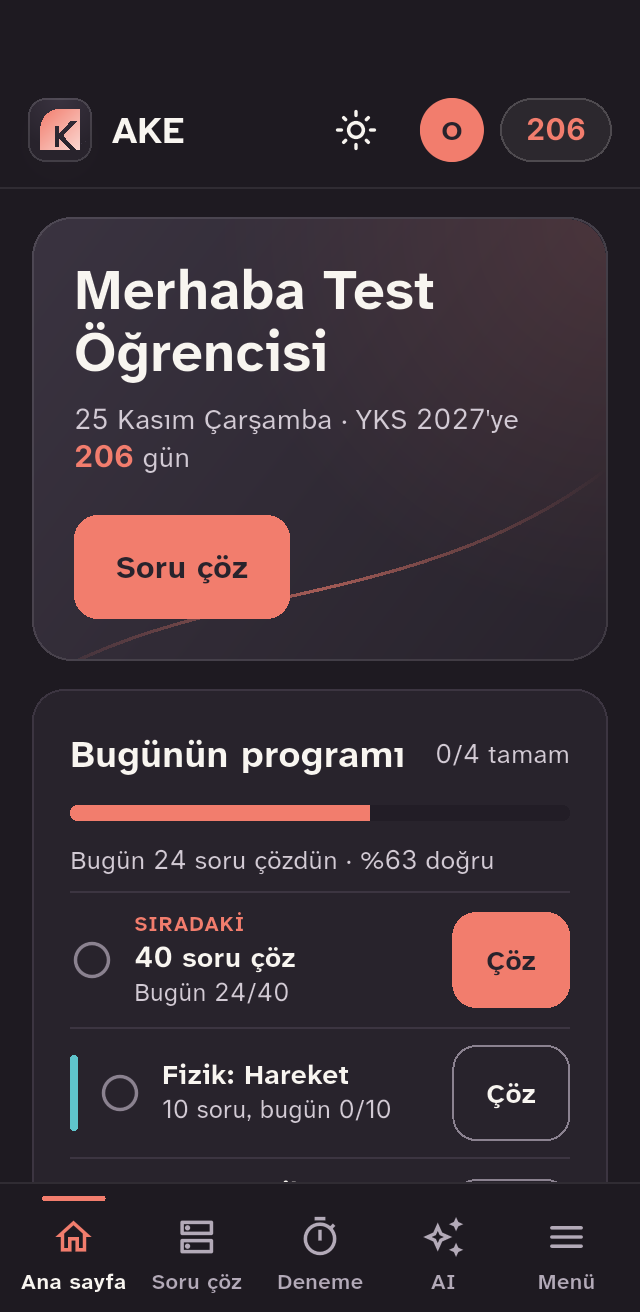 AKE
O
206
Merhaba Test
Öğrencisi
25 Kasım Çarşamba · YKS 2027'ye
206 gün
Soru çöz
Bugünün programı
0/4 tamam
Bugün 24 soru çözdün · %63 doğru
SIRADAKİ
40 soru çöz
Bugün 24/40
Çöz
Fizik: Hareket
10 soru, bugün 0/10
Çöz
Ana sayfa
Soru çöz
Deneme
AI
Menü